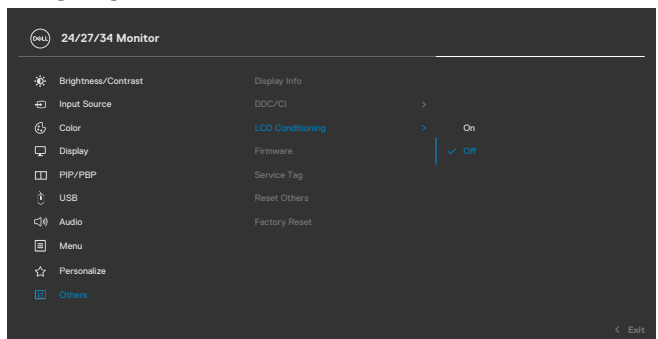 DELL 24/27/34 Monitor
Brightness/Contrast Display Info
Input Source DDC/CI >
Color LCD Conditioning > On
Display Firmware ✓ Off
PIP/PBP Service Tag
USB Reset Others
Audio Factory Reset
Menu
Personalize
Others
< Exit